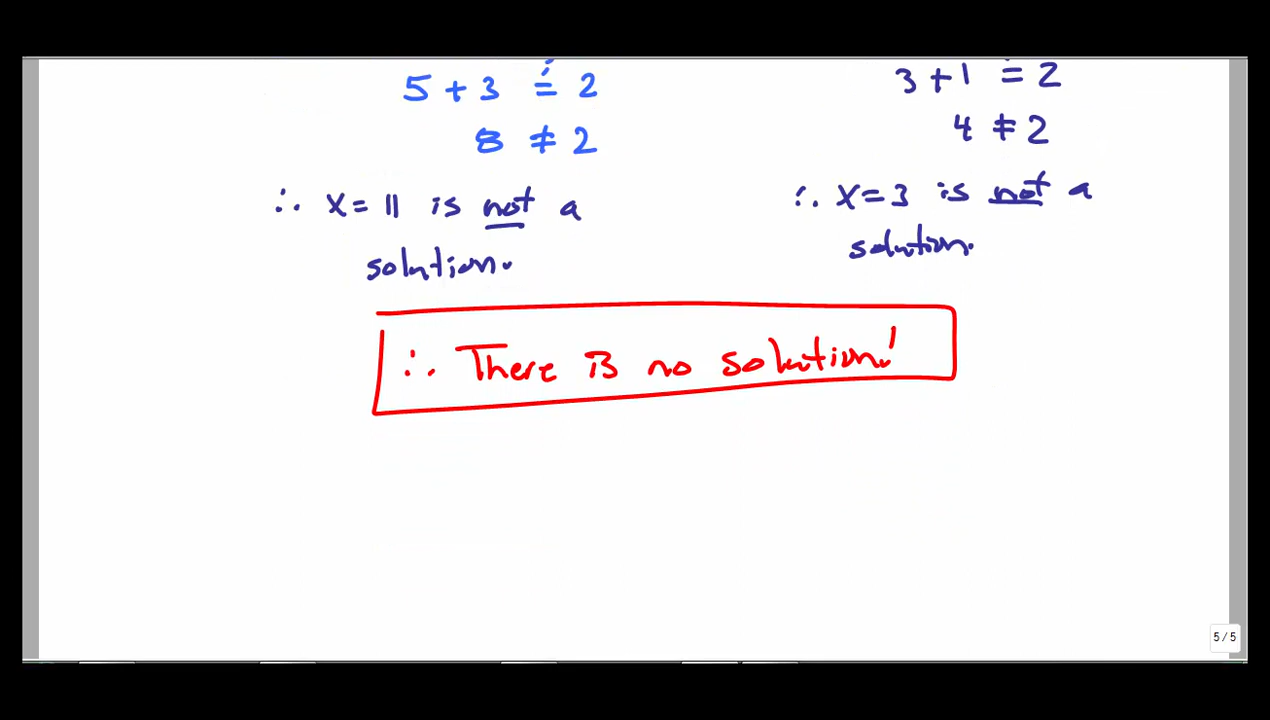 5 + 3 ≟ 2
8 ≠ 2
∴ x = 11 is not a
solution.
3 + 1 ≟ 2
4 ≠ 2
∴ x = 3 is not a
solution.
∴ There is no solution!
5 / 5